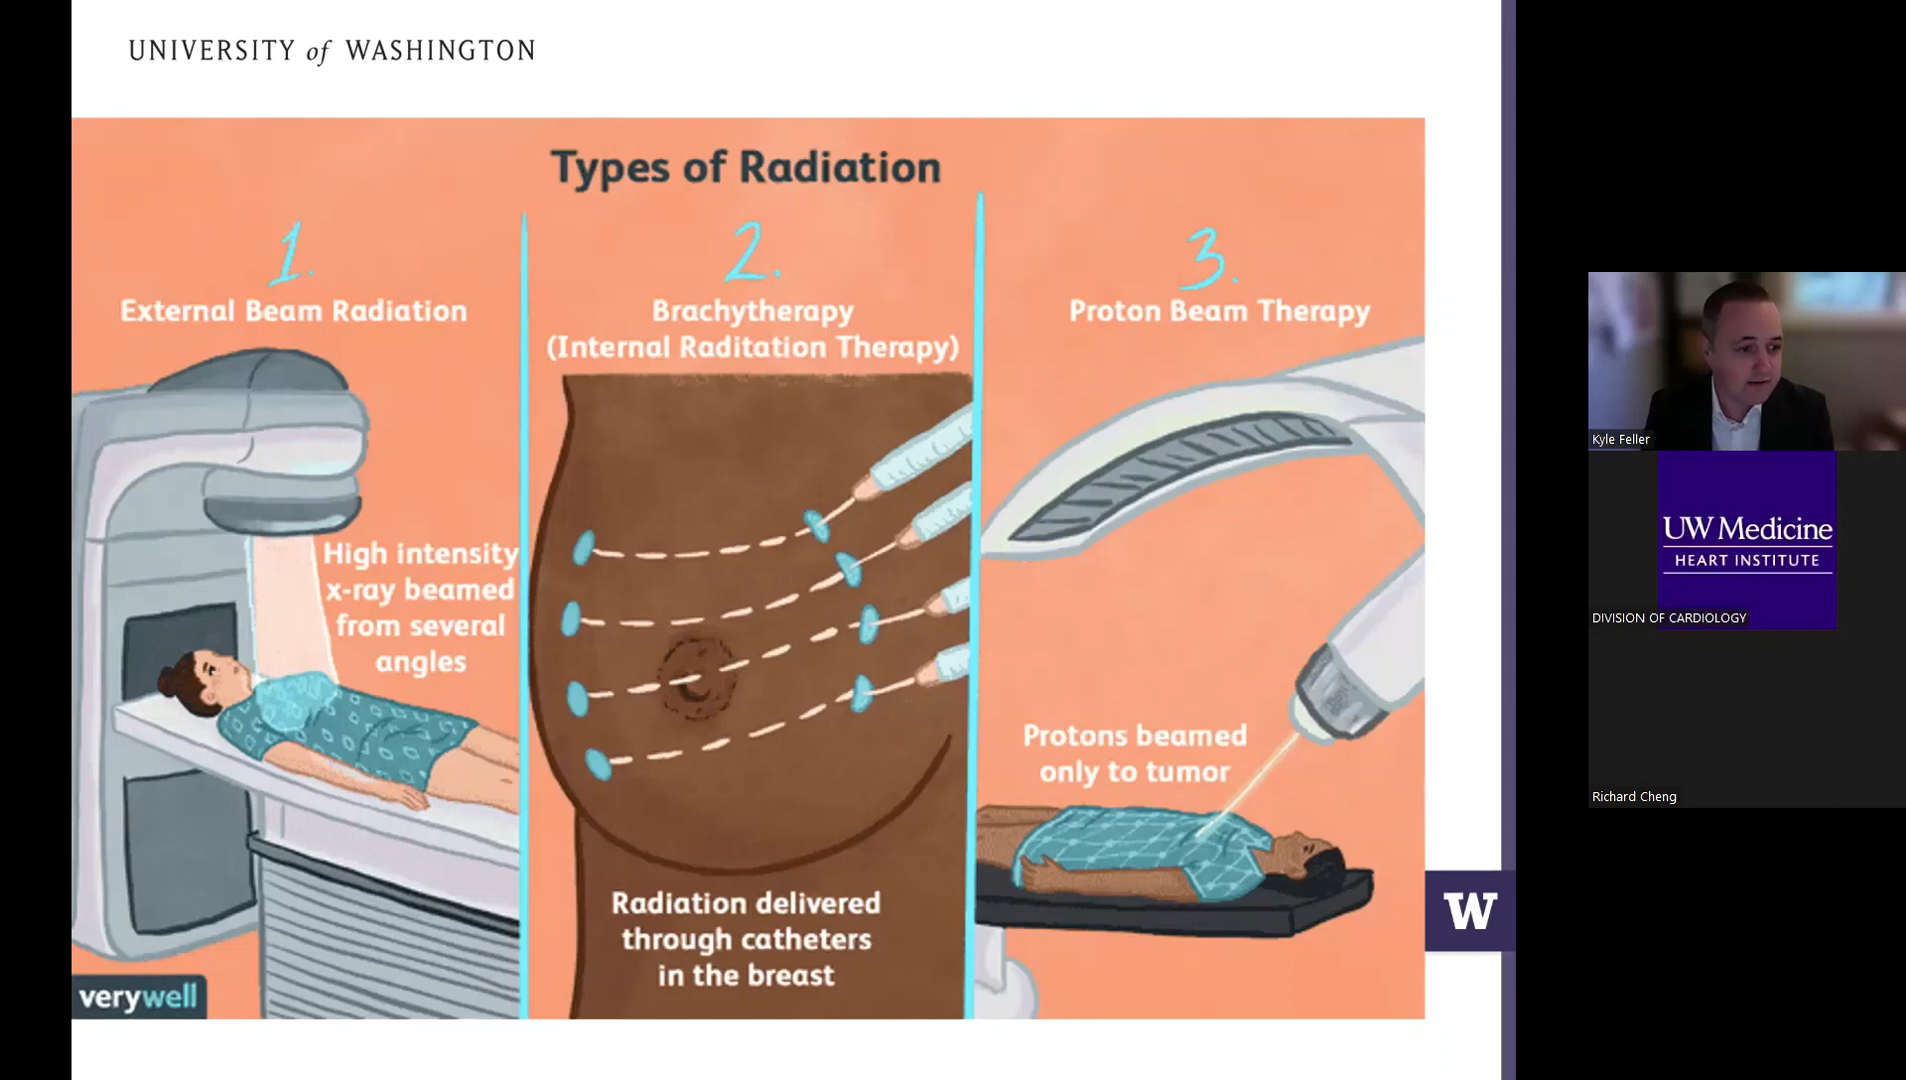 UNIVERSITY of WASHINGTON
Types of Radiation
1.
External Beam Radiation
High intensity
x-ray beamed
from several
angles
2.
Brachytherapy
(Internal Raditation Therapy)
Radiation delivered
through catheters
in the breast
3.
Proton Beam Therapy
Protons beamed
only to tumor
verywell
W
Kyle Feller
UW Medicine
HEART INSTITUTE
DIVISION OF CARDIOLOGY
Richard Cheng